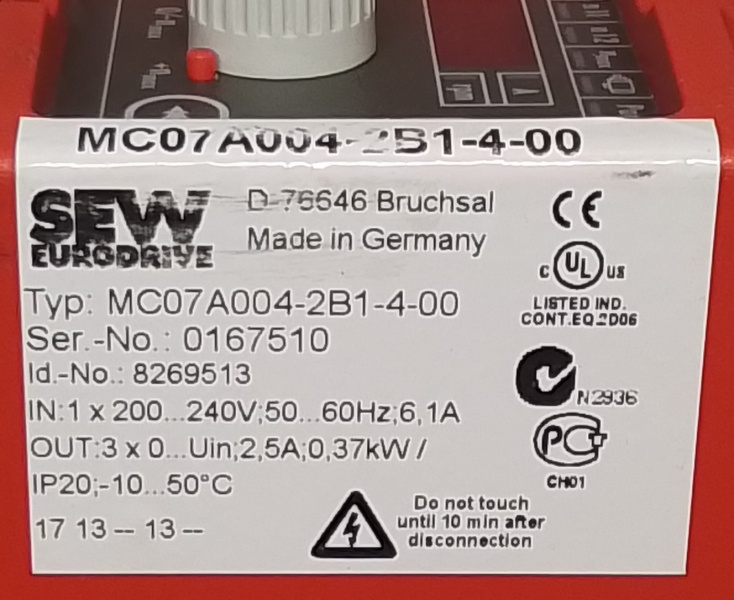 MC07A004-2B1-4-00
SEW
EURODRIVE
D-76646 Bruchsal
Made in Germany
CE
C UL US
LISTED IND.
CONT.EQ 2D06
Typ: MC07A004-2B1-4-00
Ser.-No.: 0167510
Id.-No.: 8269513
IN:1 x 200...240V;50...60Hz;6,1A
OUT:3 x 0...Uin;2,5A;0,37kW /
IP20;-10...50°C
17 13 -- 13 --
N2936
PCT
CH01
Do not touch
until 10 min after
disconnection